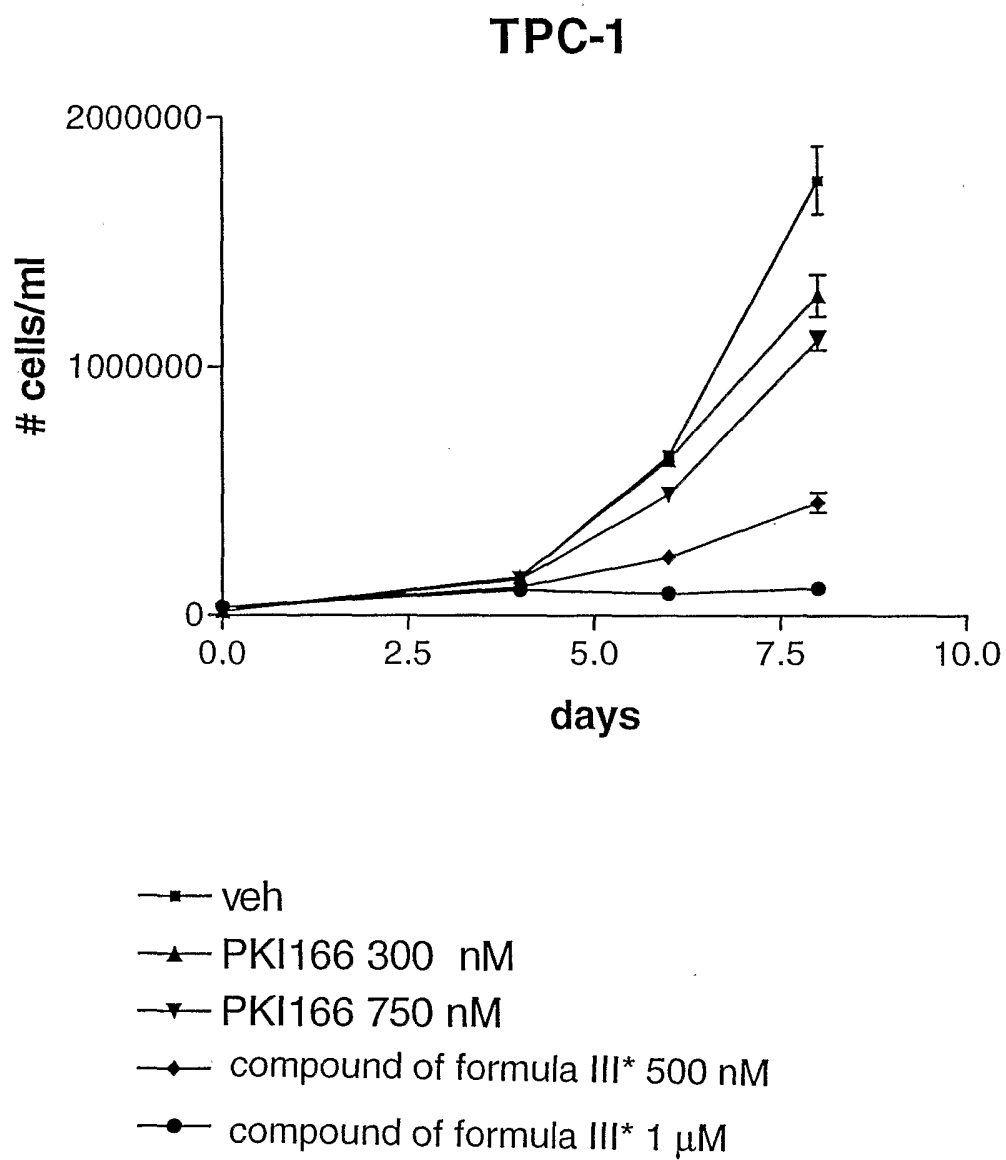 TPC-1
2000000
1000000
0
# cells/ml
0.0 2.5 5.0 7.5 10.0
days
veh
PKI166 300 nM
PKI166 750 nM
compound of formula III* 500 nM
compound of formula III* 1 μM